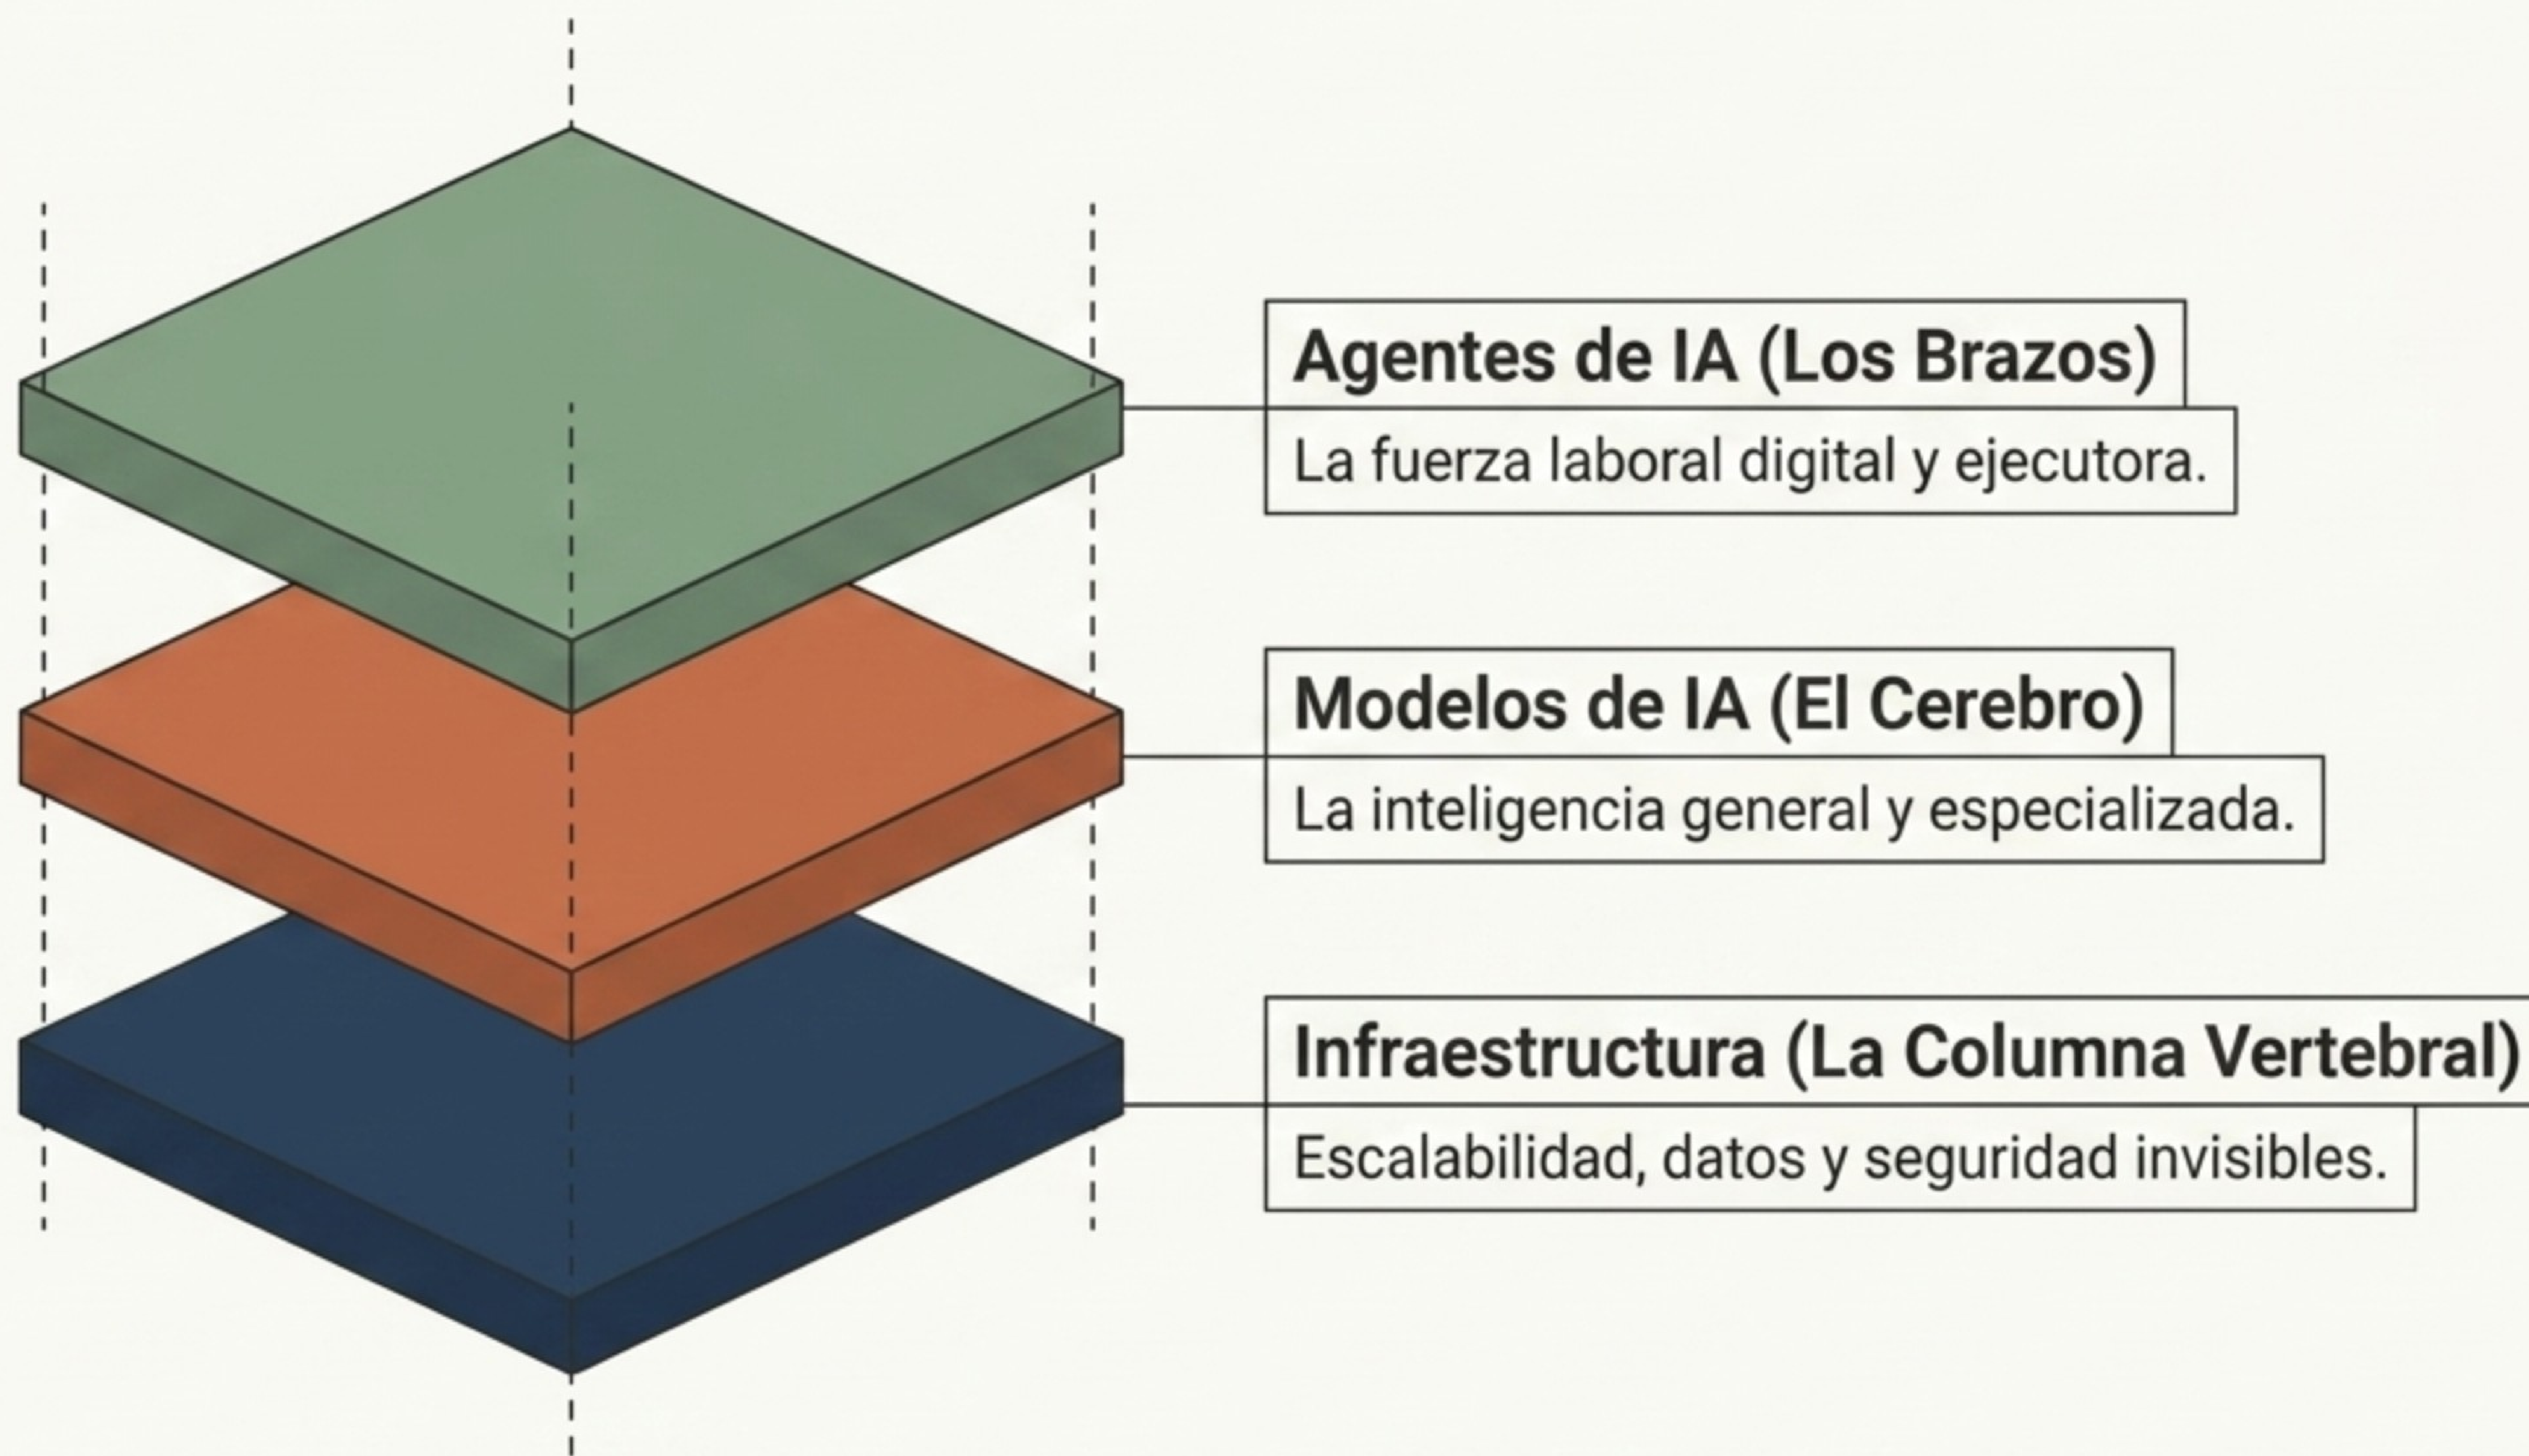 Agentes de IA (Los Brazos)
La fuerza laboral digital y ejecutora.
Modelos de IA (El Cerebro)
La inteligencia general y especializada.
Infraestructura (La Columna Vertebral)
Escalabilidad, datos y seguridad invisibles.